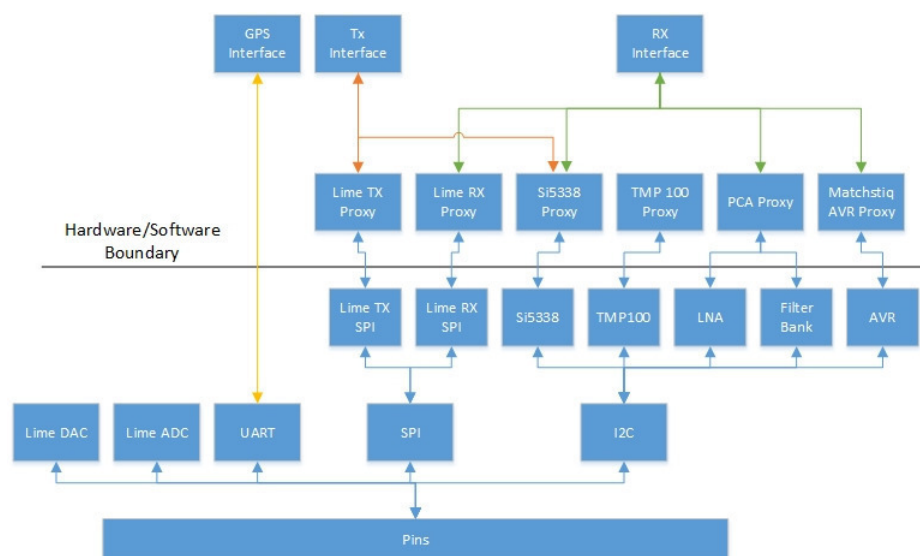 GPS
Interface
Tx
Interface
RX
Interface
Lime TX
Proxy
Lime RX
Proxy
Si5338
Proxy
TMP 100
Proxy
PCA Proxy
Matchstiq
AVR Proxy
Hardware/Software
Boundary
Lime TX
SPI
Lime RX
SPI
Si5338
TMP100
LNA
Filter
Bank
AVR
Lime DAC
Lime ADC
UART
SPI
I2C
Pins